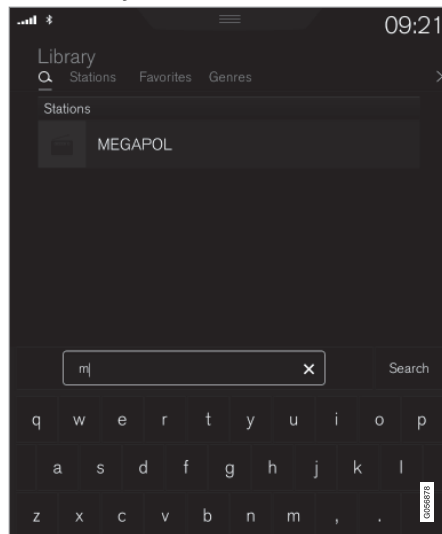 09:21
Library
Stations Favorites Genres
Stations
MEGAPOL
m
Search
q w e r t y u i o p
a s d f g h j k l
z x c v b n m , .
G056878